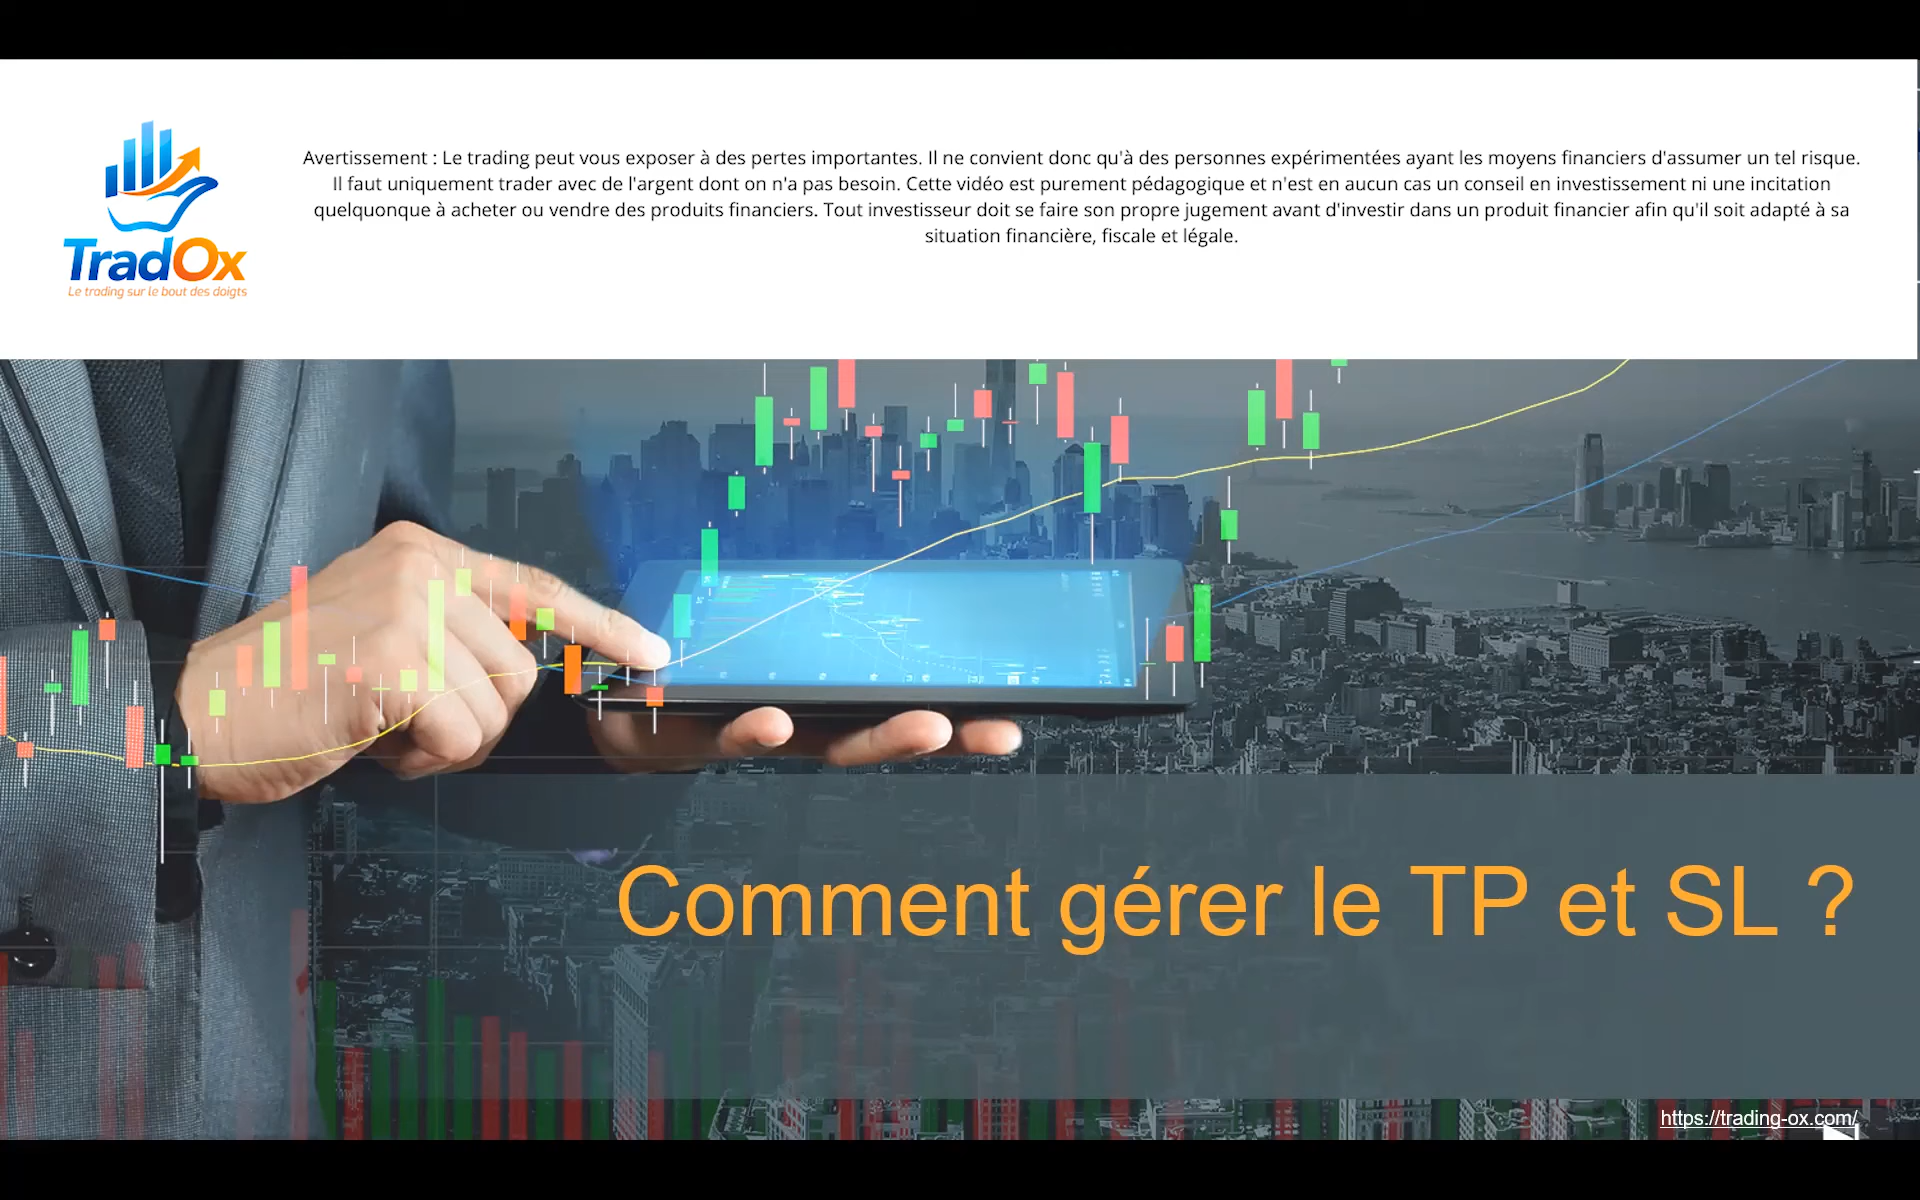 TradOx
Le trading sur le bout des doigts
Avertissement : Le trading peut vous exposer à des pertes importantes. Il ne convient donc qu'à des personnes expérimentées ayant les moyens financiers d'assumer un tel risque.
Il faut uniquement trader avec de l'argent dont on n'a pas besoin. Cette vidéo est purement pédagogique et n'est en aucun cas un conseil en investissement ni une incitation
quelquonque à acheter ou vendre des produits financiers. Tout investisseur doit se faire son propre jugement avant d'investir dans un produit financier afin qu'il soit adapté à sa
situation financière, fiscale et légale.
Comment gérer le TP et SL ?
https://trading-ox.com/